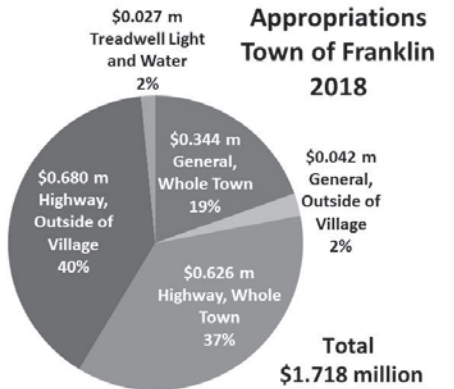 Appropriations
Town of Franklin
2018
$0.027 m
Treadwell Light
and Water
2%
$0.344 m
General,
Whole Town
19%
$0.042 m
General,
Outside of
Village
2%
$0.680 m
Highway,
Outside of
Village
40%
$0.626 m
Highway, Whole
Town
37%
Total
$1.718 million